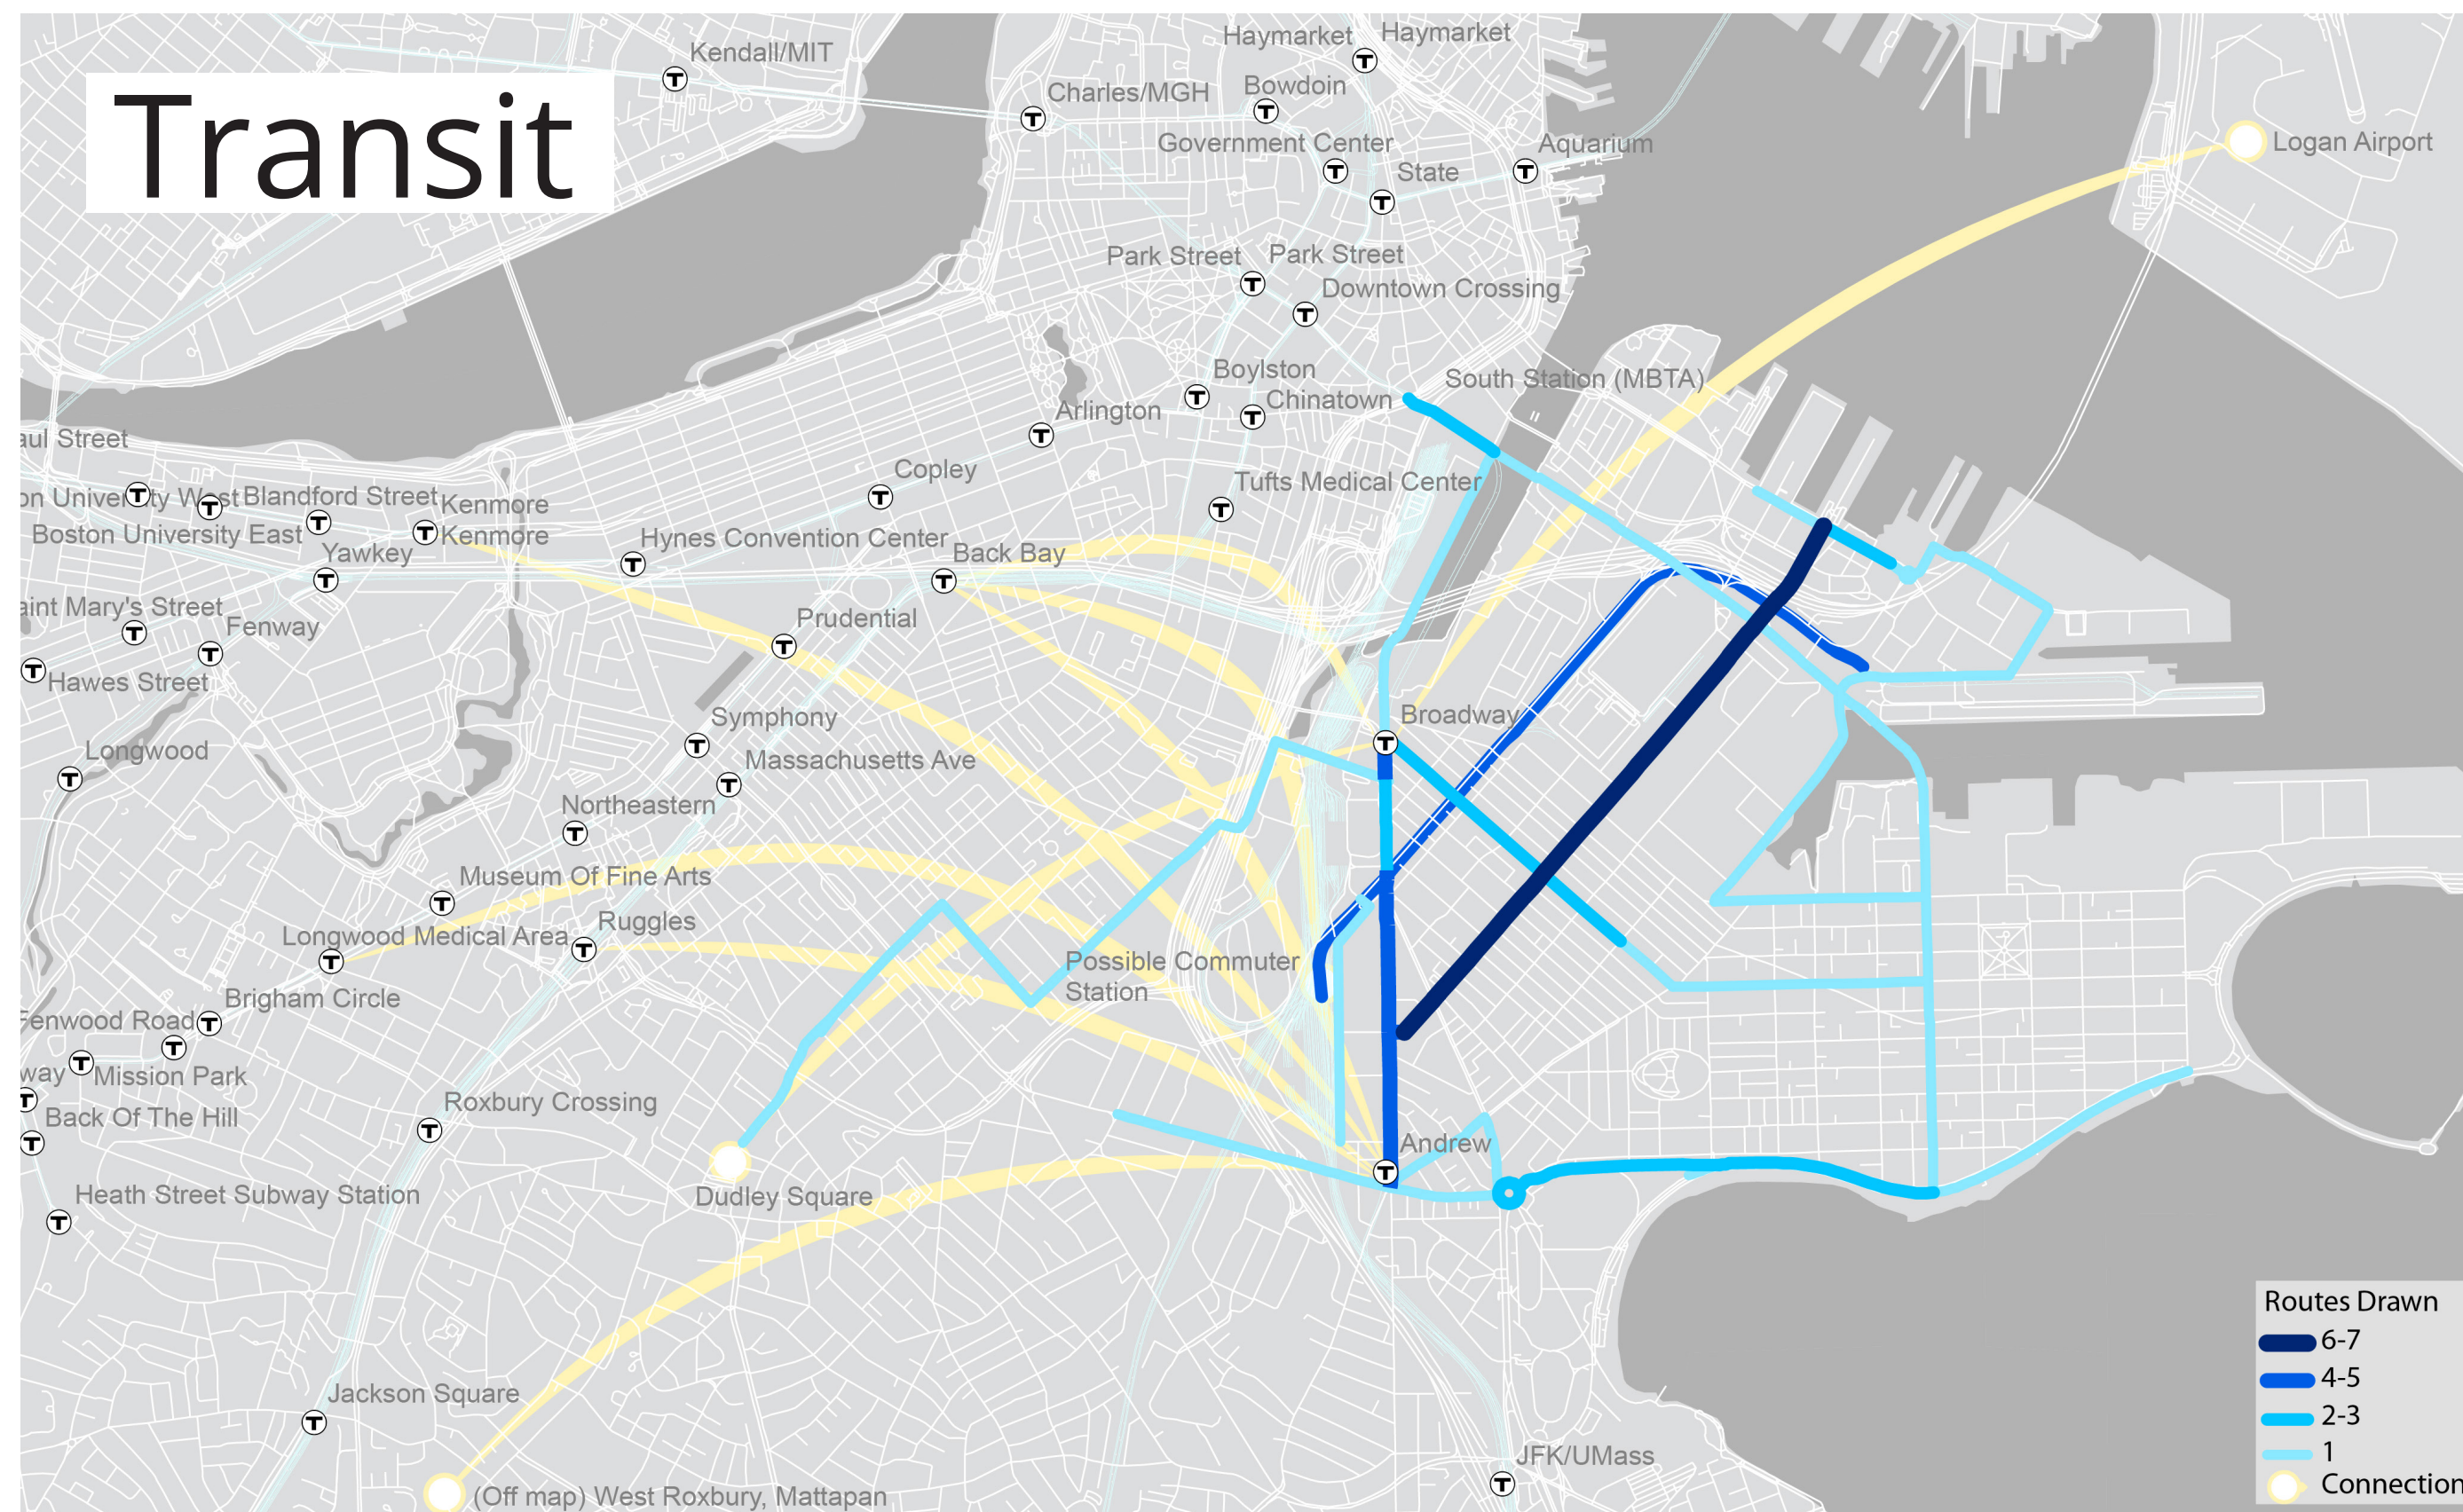 Transit
Kendall/MIT
Haymarket
Haymarket
Charles/MGH
Bowdoin
Government Center
Aquarium
State
Logan Airport
Park Street
Park Street
Downtown Crossing
Boylston
South Station (MBTA)
Chinatown
Arlington
aul Street
Copley
Tufts Medical Center
on University West
Blandford Street
Kenmore
Boston University East
Kenmore
Yawkey
Hynes Convention Center
Back Bay
aint Mary's Street
Fenway
Prudential
Hawes Street
Symphony
Broadway
Longwood
Massachusetts Ave
Northeastern
Museum Of Fine Arts
Ruggles
Longwood Medical Area
Possible Commuter
Station
Brigham Circle
Fenwood Road
way
Mission Park
Back Of The Hill
Roxbury Crossing
Andrew
Heath Street Subway Station
Dudley Square
Jackson Square
JFK/UMass
(Off map) West Roxbury, Mattapan
Routes Drawn
6-7
4-5
2-3
1
Connection